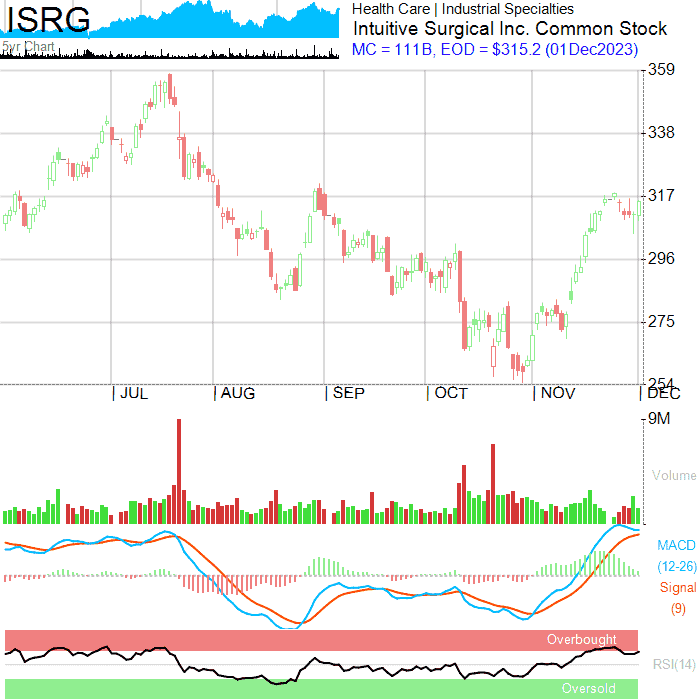 ISRG
5yr Chart
Health Care | Industrial Specialties
Intuitive Surgical Inc. Common Stock
MC = 111B, EOD = $315.2 (01Dec2023)
359
338
317
296
275
254
JUL AUG SEP OCT NOV DEC
9M
Volume
MACD
(12-26)
Signal
(9)
Overbought
RSI(14)
Oversold